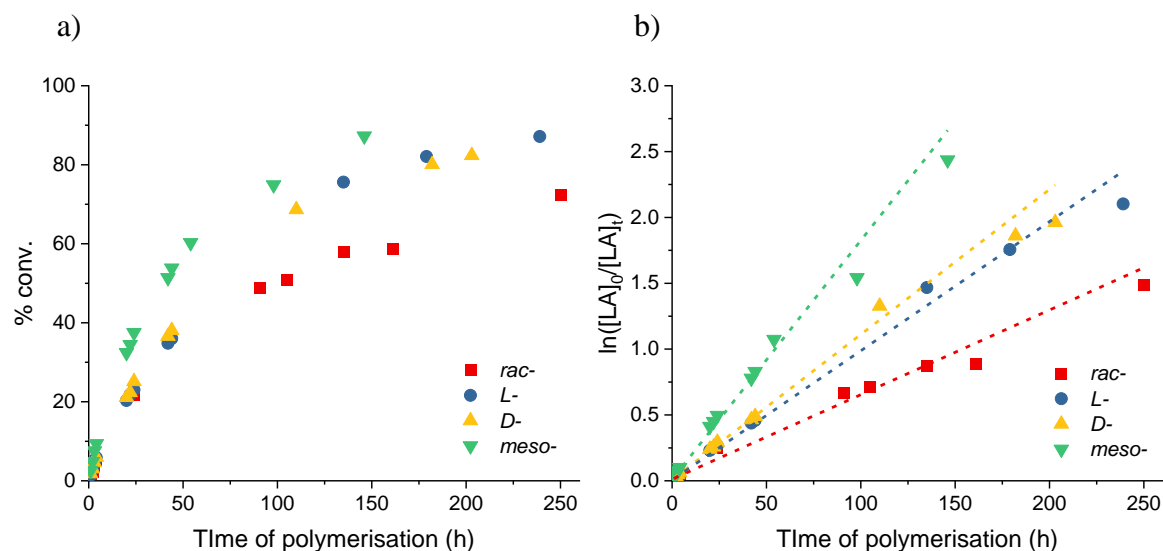 a)
100
80
60
40
20
0
% conv.
0 50 100 150 200 250
TIme of polymerisation (h)
rac-
L-
D-
meso-
b)
3.0
2.5
2.0
1.5
1.0
0.5
0.0
ln([LA]0/[LA]t)
0 50 100 150 200 250
TIme of polymerisation (h)
rac-
L-
D-
meso-